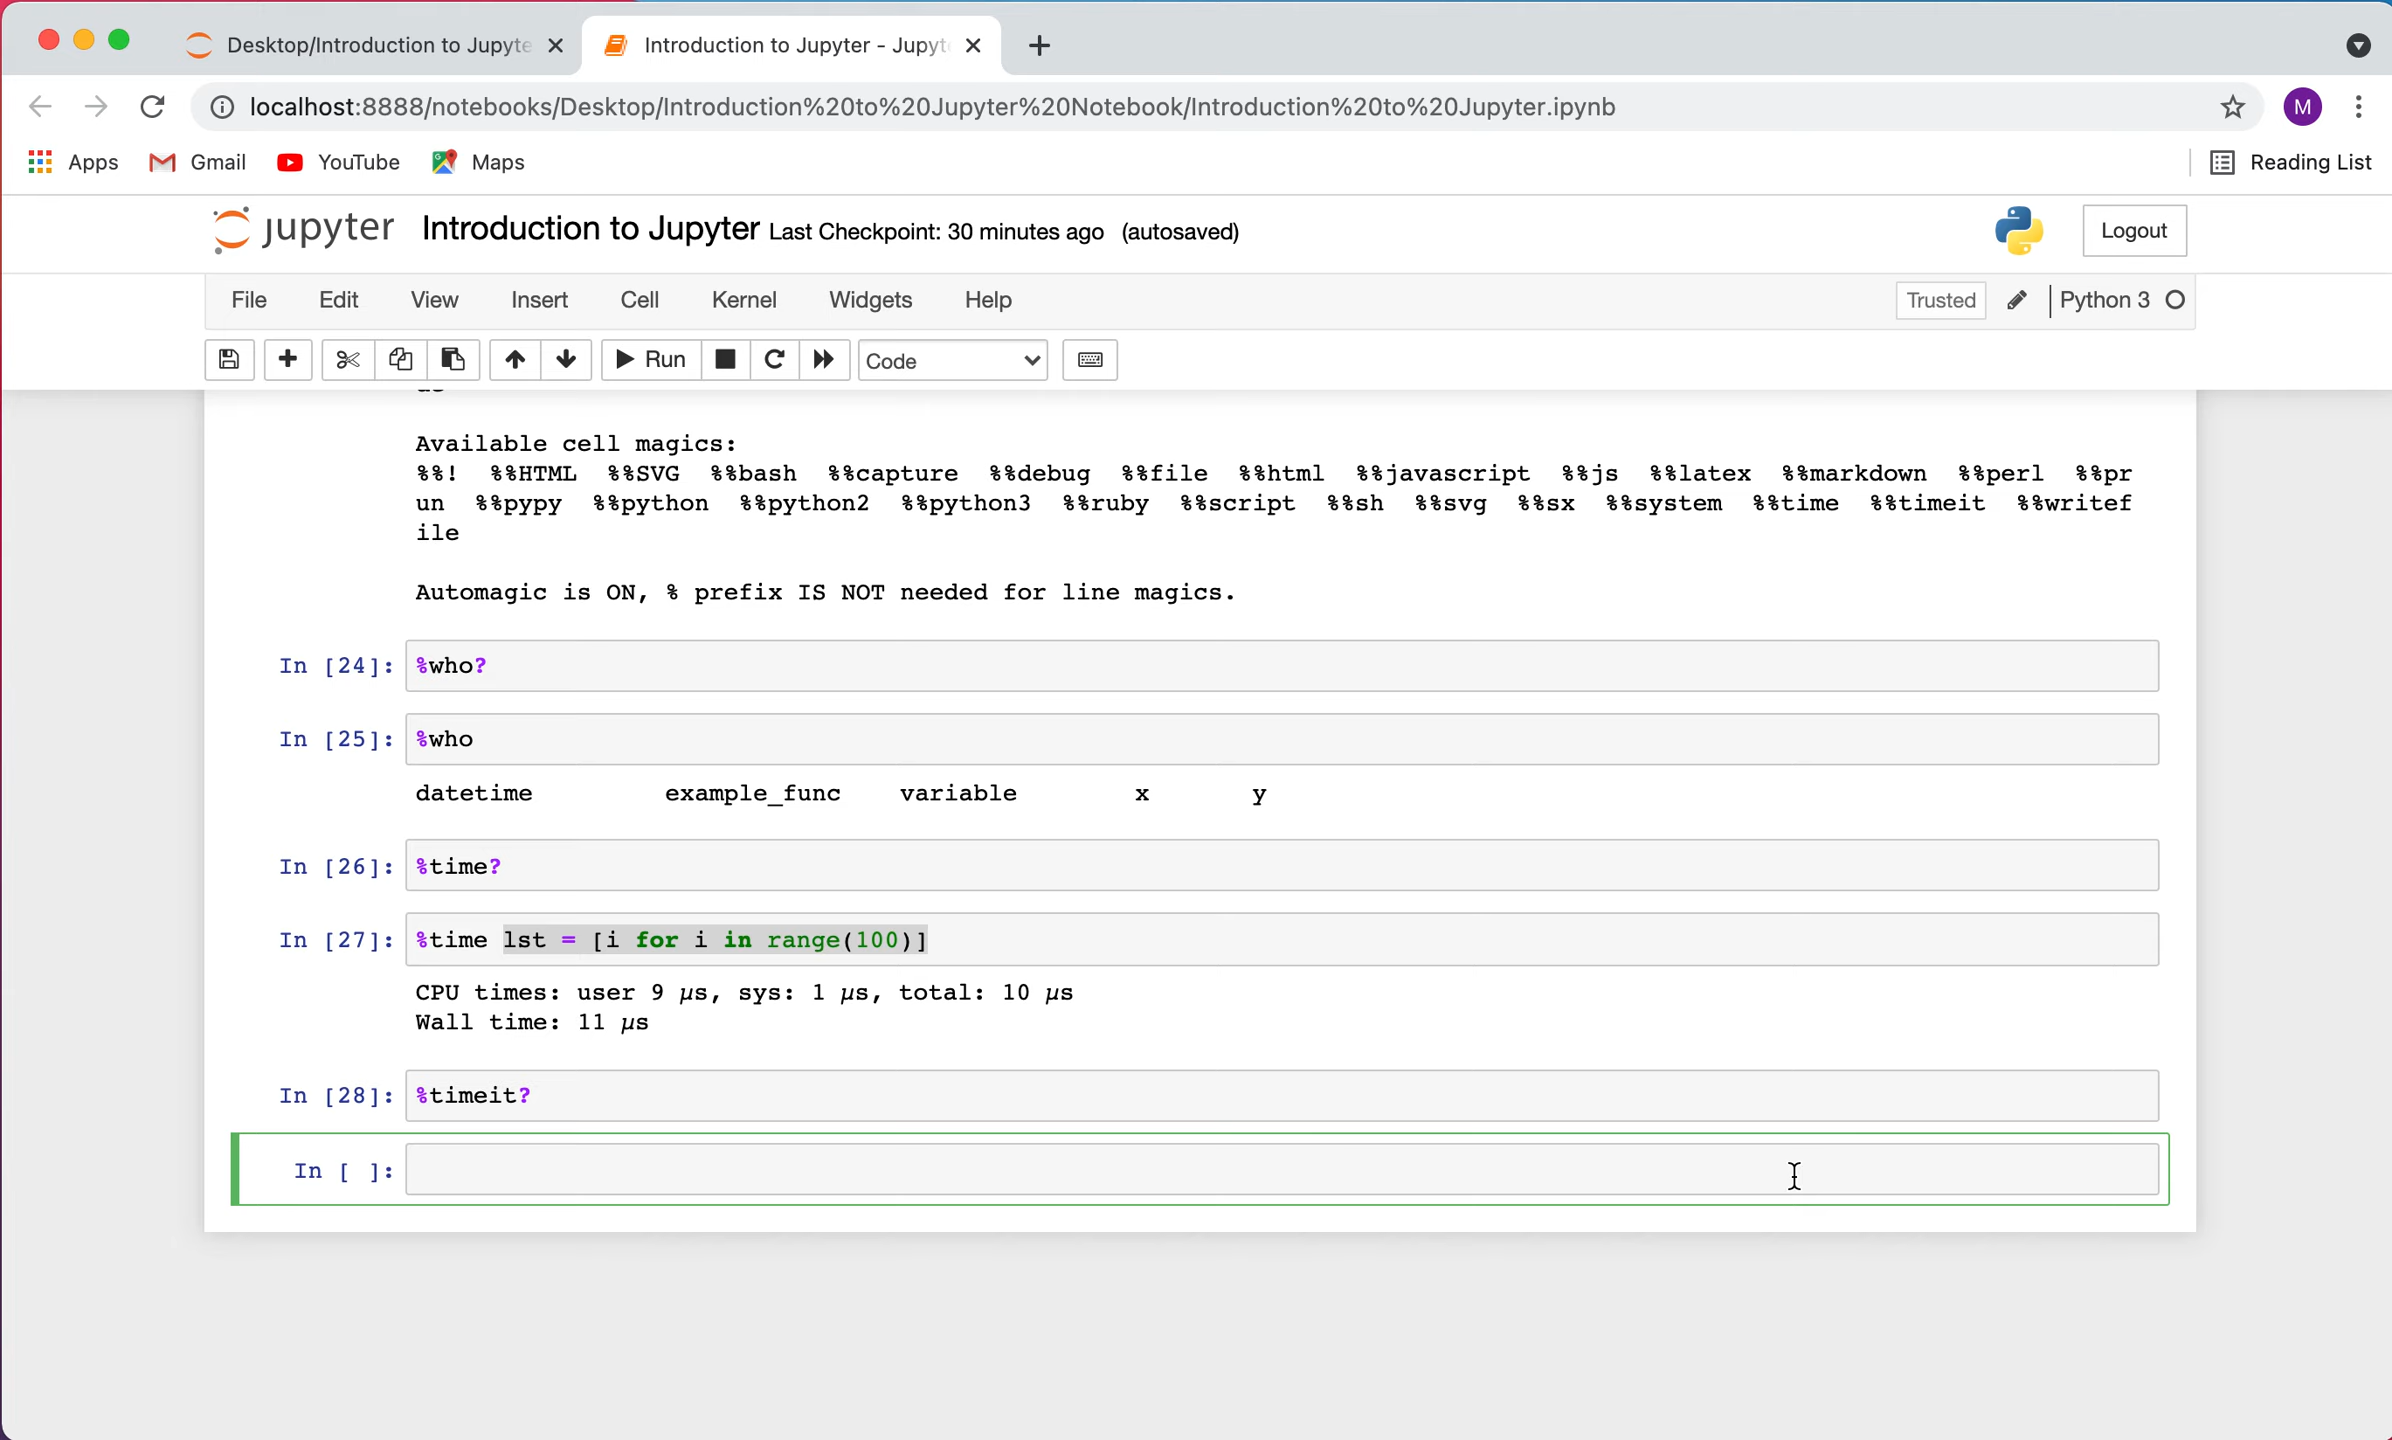 Desktop/Introduction to Jupyte
Introduction to Jupyter - Jupyt
localhost:8888/notebooks/Desktop/Introduction%20to%20Jupyter%20Notebook/Introduction%20to%20Jupyter.ipynb
M
Apps
Gmail
YouTube
Maps
Reading List
jupyter Introduction to Jupyter Last Checkpoint: 30 minutes ago (autosaved)
Logout
File Edit View Insert Cell Kernel Widgets Help
Trusted
Python 3
Run
Code
Available cell magics:
%%! %%HTML %%SVG %%bash %%capture %%debug %%file %%html %%javascript %%js %%latex %%markdown %%perl %%pr
un %%pypy %%python %%python2 %%python3 %%ruby %%script %%sh %%svg %%sx %%system %%time %%timeit %%writef
ile
Automagic is ON, % prefix IS NOT needed for line magics.
In [24]: %who?
In [25]: %who
datetime example_func variable x y
In [26]: %time?
In [27]: %time lst = [i for i in range(100)]
CPU times: user 9 µs, sys: 1 µs, total: 10 µs
Wall time: 11 µs
In [28]: %timeit?
In [ ]: